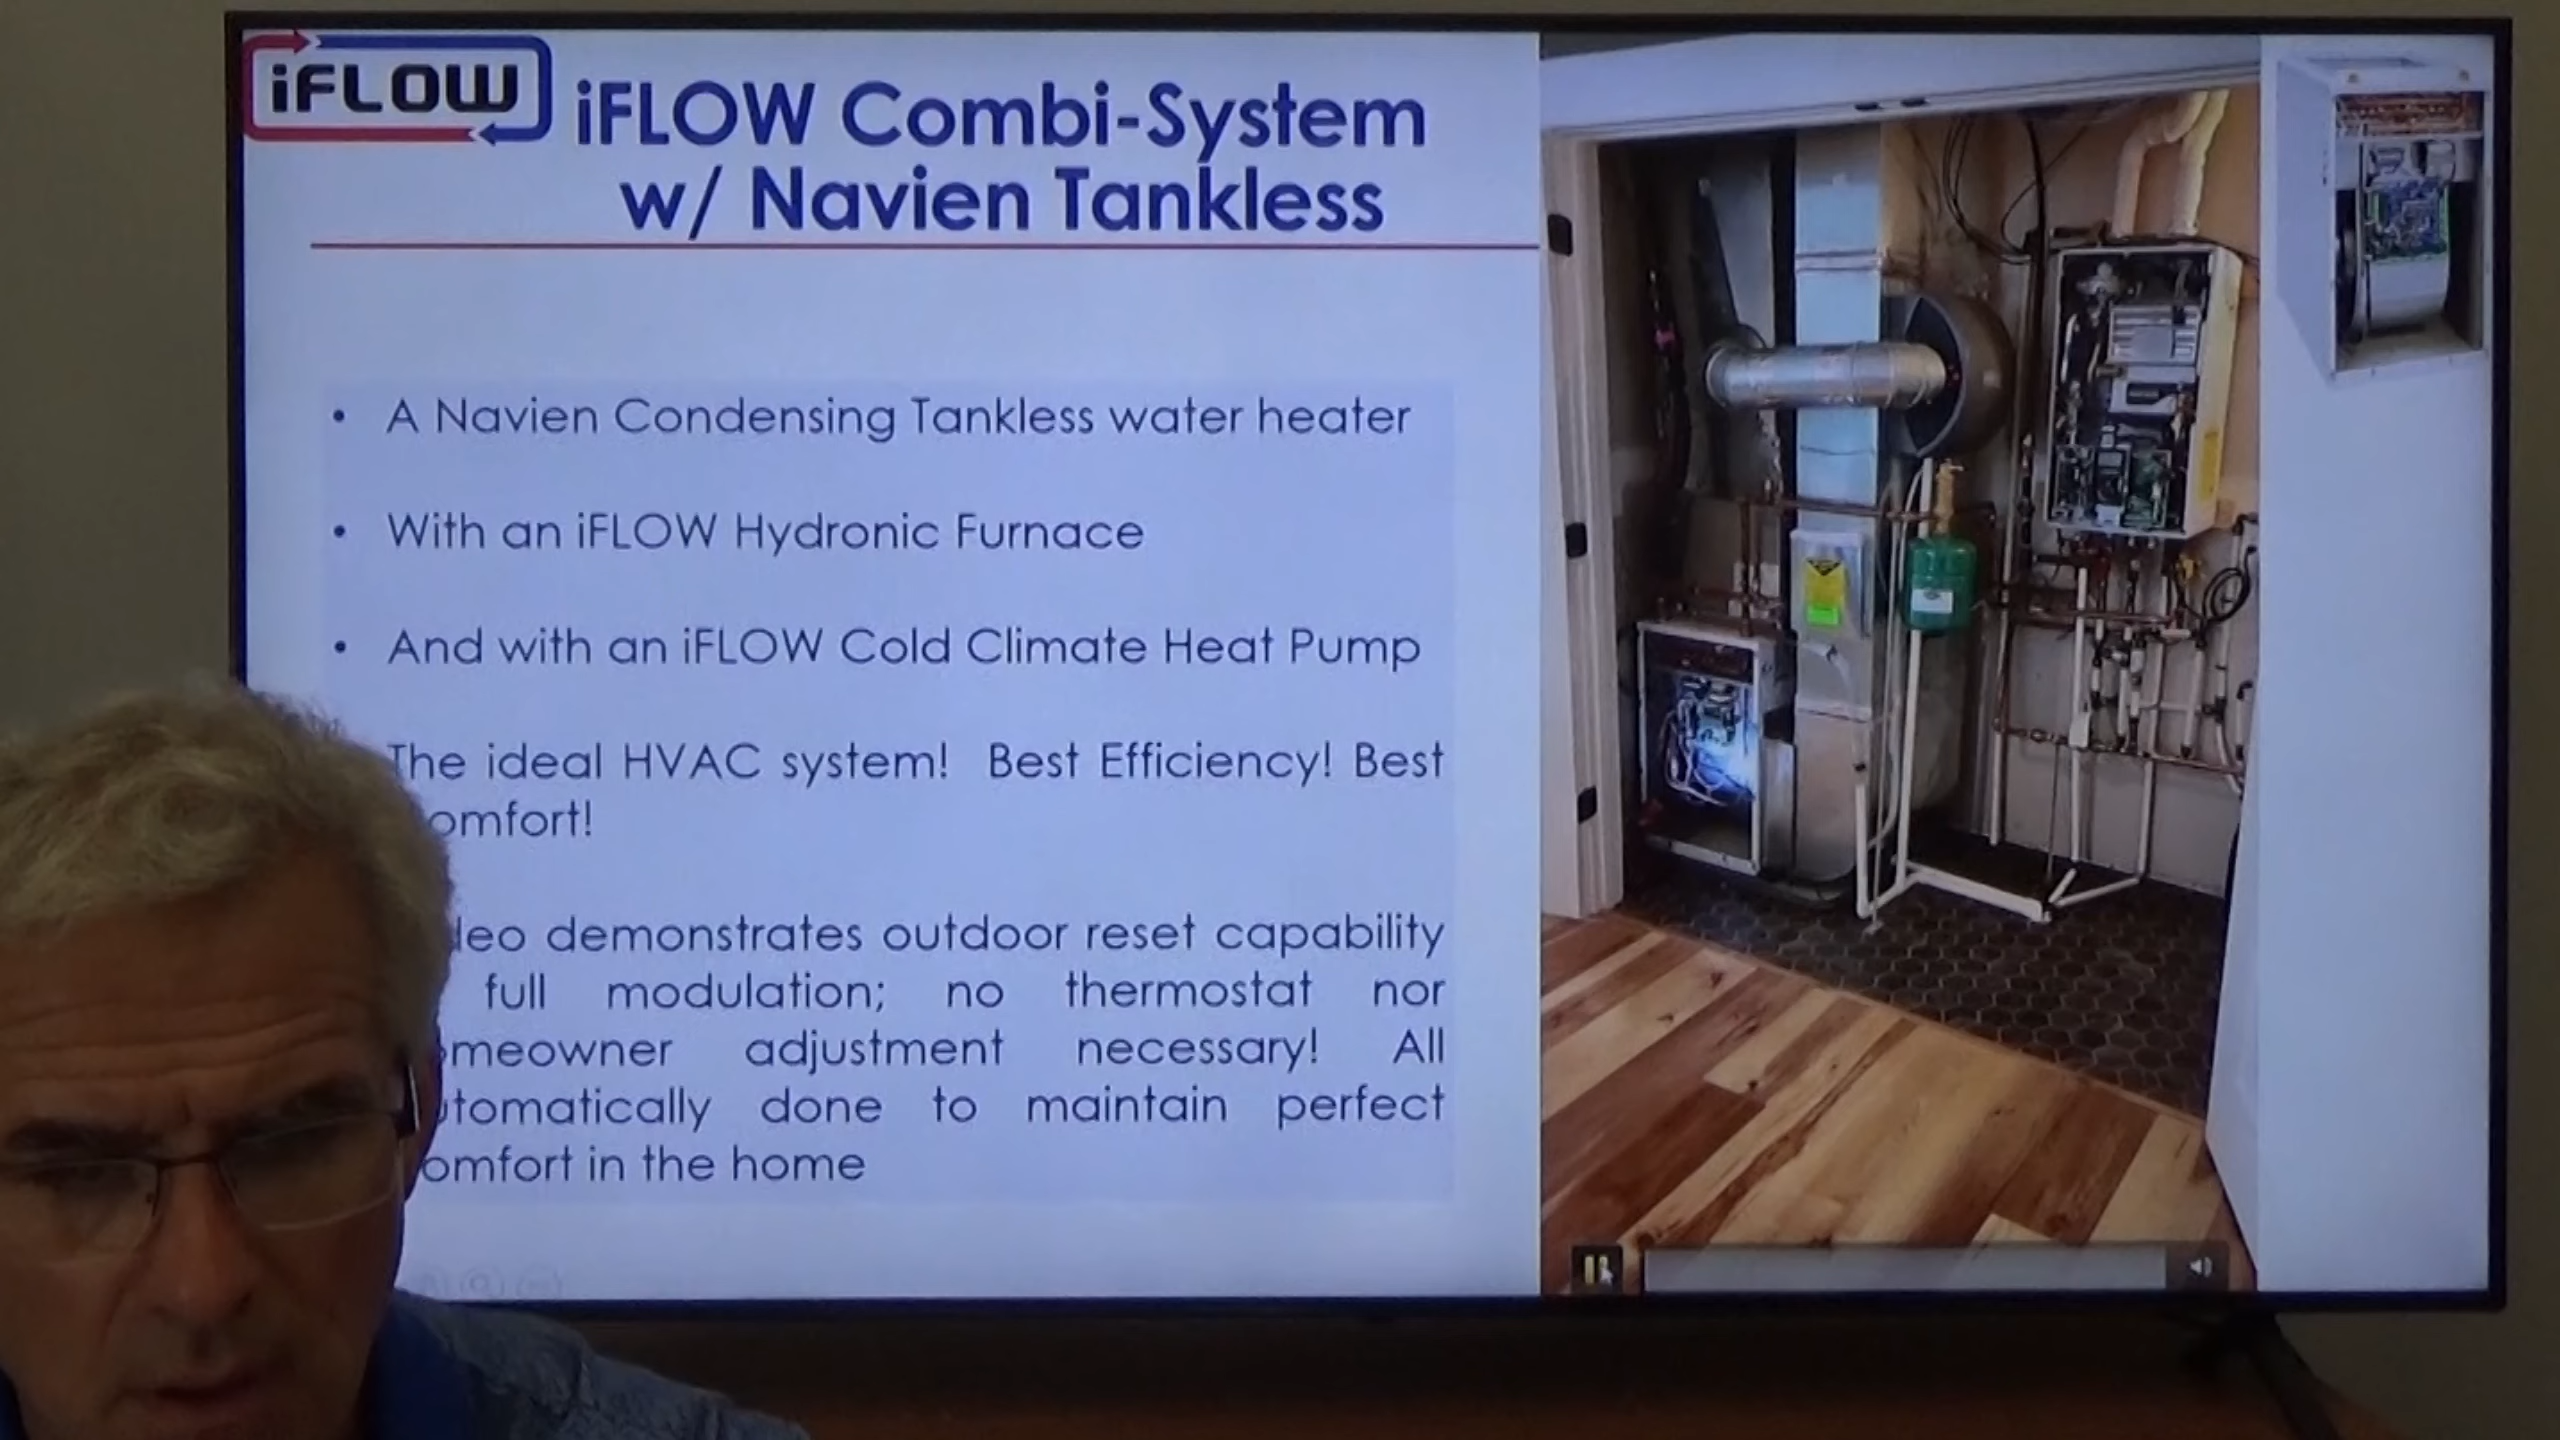 iFLOW
iFLOW Combi-System
w/ Navien Tankless
• A Navien Condensing Tankless water heater
• With an iFLOW Hydronic Furnace
• And with an iFLOW Cold Climate Heat Pump
The ideal HVAC system! Best Efficiency! Best
omfort!
deo demonstrates outdoor reset capability
full modulation; no thermostat nor
omeowner adjustment necessary! All
utomatically done to maintain perfect
omfort in the home